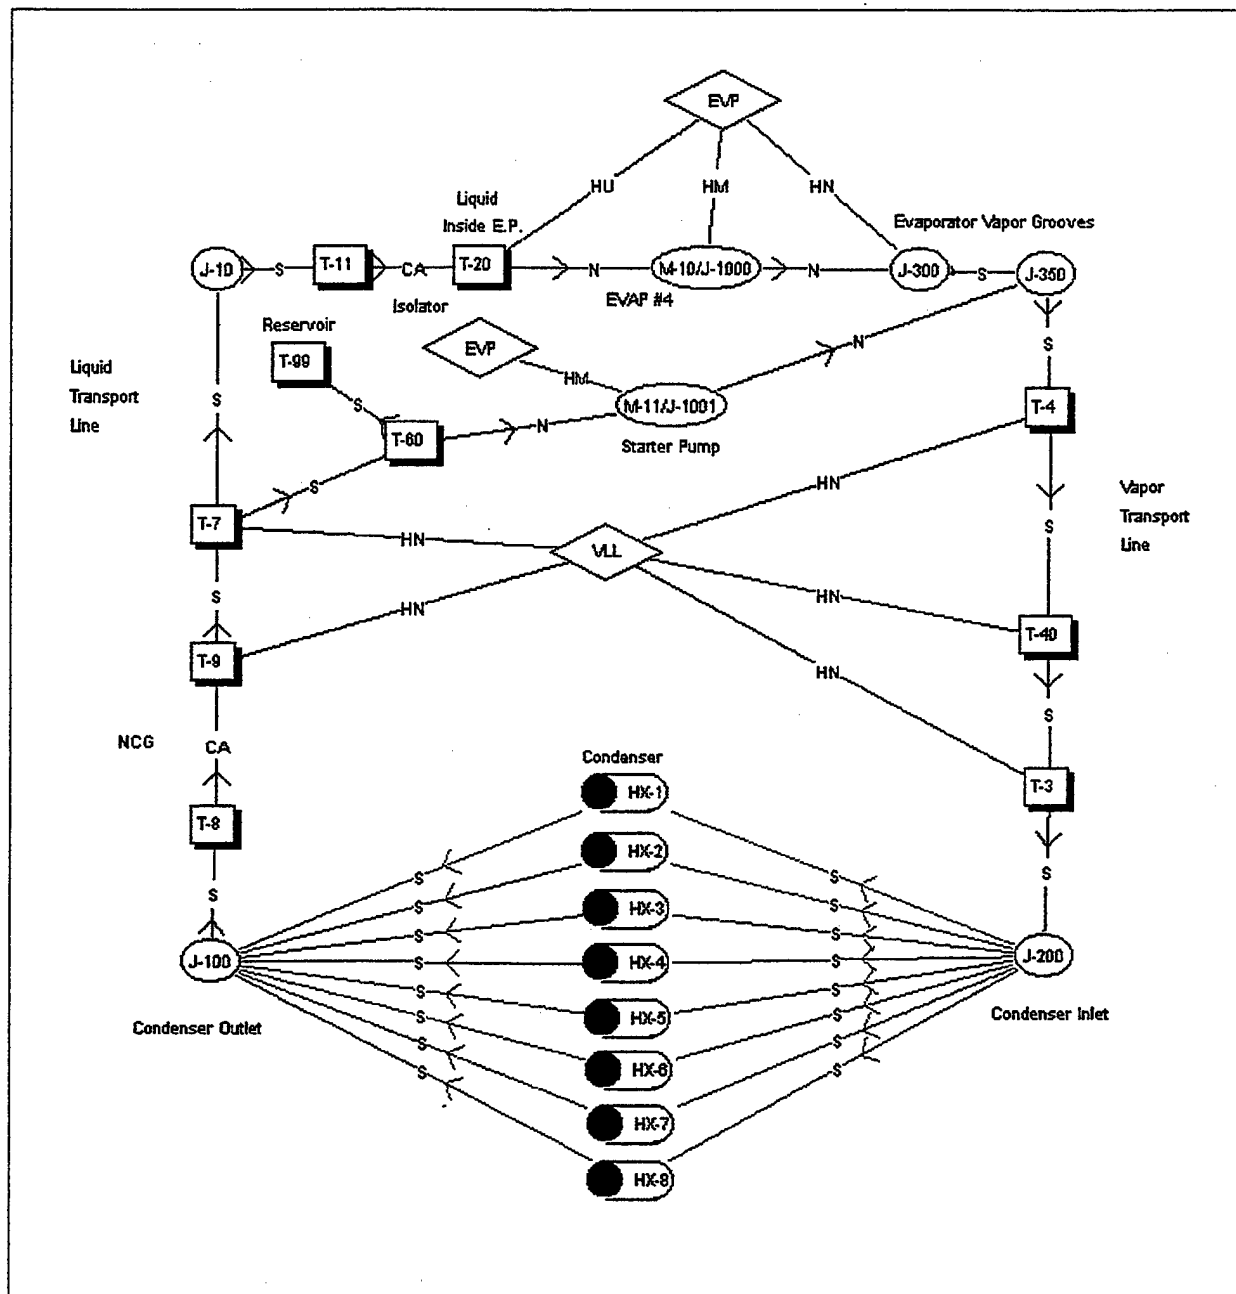 EVP
HU
HM
HN
Liquid
Inside E.P.
Evaporator Vapor Grooves
J-10
S
T-11
CA
T-20
N
M-10/J-1000
N
J-300
S
J-350
Isolator
EVAP #4
Reservoir
T-99
EVP
HM
N
S
Liquid
Transport
Line
S
S
M-11/J-1001
T-4
T-60
N
Starter Pump
S
HN
T-7
HN
VLL
S
Vapor
Transport
Line
S
HN
HN
T-9
T-40
HN
NCG
CA
S
Condenser
HX-1
T-3
T-8
HX-2
S
S
S
S
S
HX-3
S
S
S
S
J-100
S
HX-4
S
J-200
S
HX-5
S
Condenser Outlet
Condenser Inlet
S
S
S
HX-6
S
S
S
HX-7
HX-8